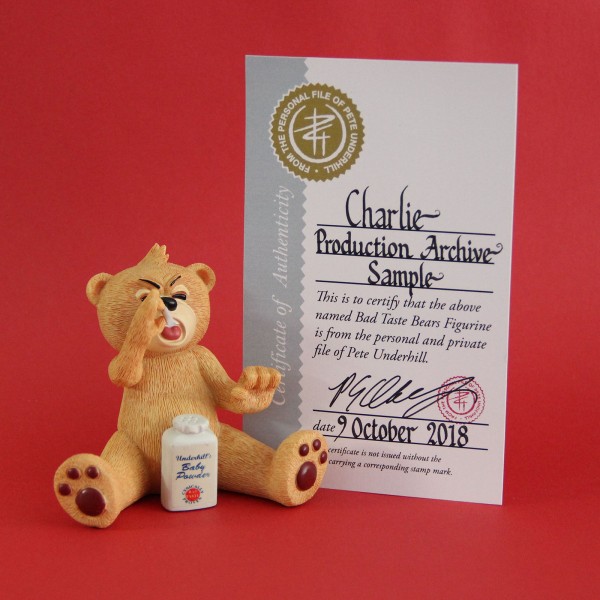 FROM THE PERSONAL FILE OF PETE UNDERHILL
Certificate of Authenticity
Charlie
Production Archive
Sample
This is to certify that the above
named Bad Taste Bears Figurine
is from the personal and private
file of Pete Underhill.
date 9 October 2018
certificate is not issued without the
carrying a corresponding stamp mark.
Underhill's
Baby
Powder